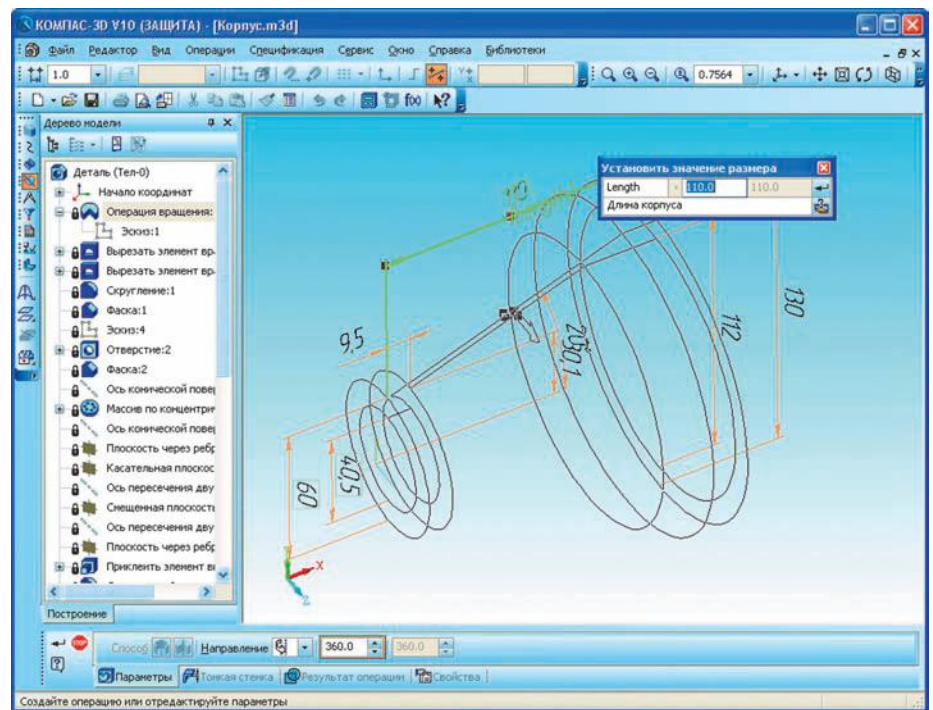 КОМПАС-3D V10 (ЗАЩИТА) - [Корпус.m3d]
Файл Редактор Вид Операции Спецификация Сервис Окно Справка Библиотеки
1.0 0.7564
f(x)
Дерево модели
Деталь (Тел-0)
Начало координат
Операция вращения:
Эскиз:1
Вырезать элемент вр
Вырезать элемент вр
Скругление:1
Фаска:1
Эскиз:4
Отверстие:2
Фаска:2
Ось конической повер
Массив по концентри
Ось конической повер
Плоскость через ребр
Касательная плоскос
Ось пересечения дву
Смещенная плоскость
Ось пересечения дву
Плоскость через ребр
Приклеить элемент в
Построение
Установить значение размера
Length 110.0 110.0
Длина корпуса
9,5
130
112
40,5
60
Y
X
Z
STOP Способ Направление 360.0 360.0
Параметры Тонкая стенка Результат операции Свойства
Создайте операцию или отредактируйте параметры